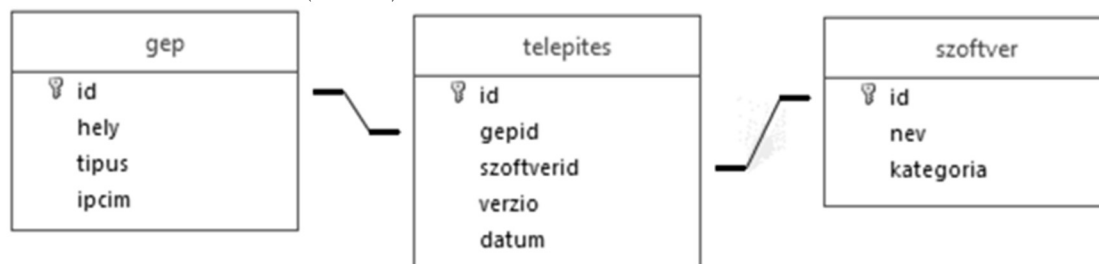 gep
id
hely
tipus
ipcim
telepites
id
gepid
szoftverid
verzio
datum
szoftver
id
nev
kategoria